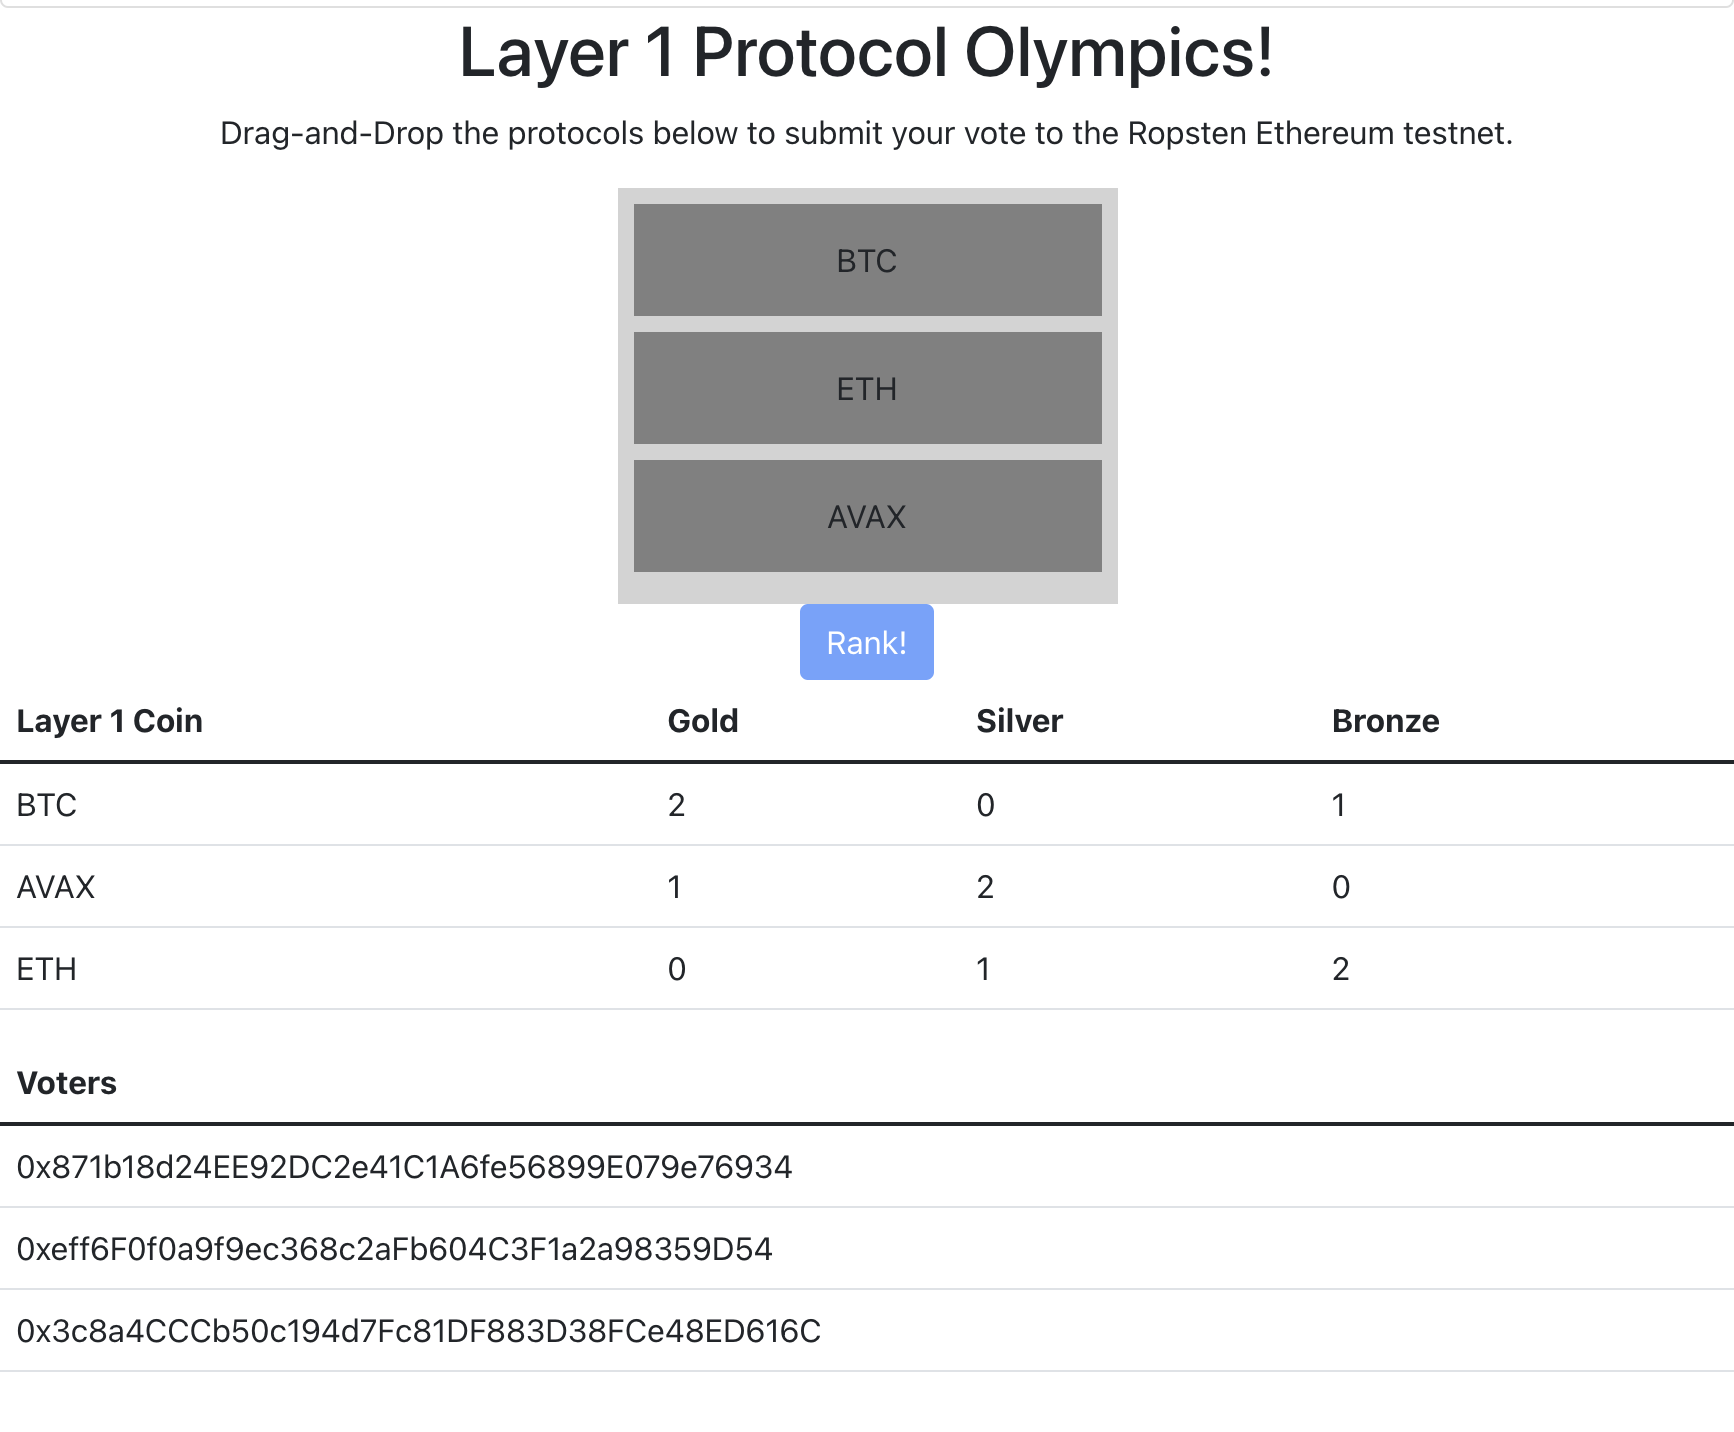 Layer 1 Protocol Olympics!
Drag-and-Drop the protocols below to submit your vote to the Ropsten Ethereum testnet.
BTC
ETH
AVAX
Rank!
Layer 1 Coin Gold Silver Bronze
BTC 2 0 1
AVAX 1 2 0
ETH 0 1 2
Voters
0x871b18d24EE92DC2e41C1A6fe56899E079e76934
0xeff6F0f0a9f9ec368c2aFb604C3F1a2a98359D54
0x3c8a4CCCb50c194d7Fc81DF883D38FCe48ED616C